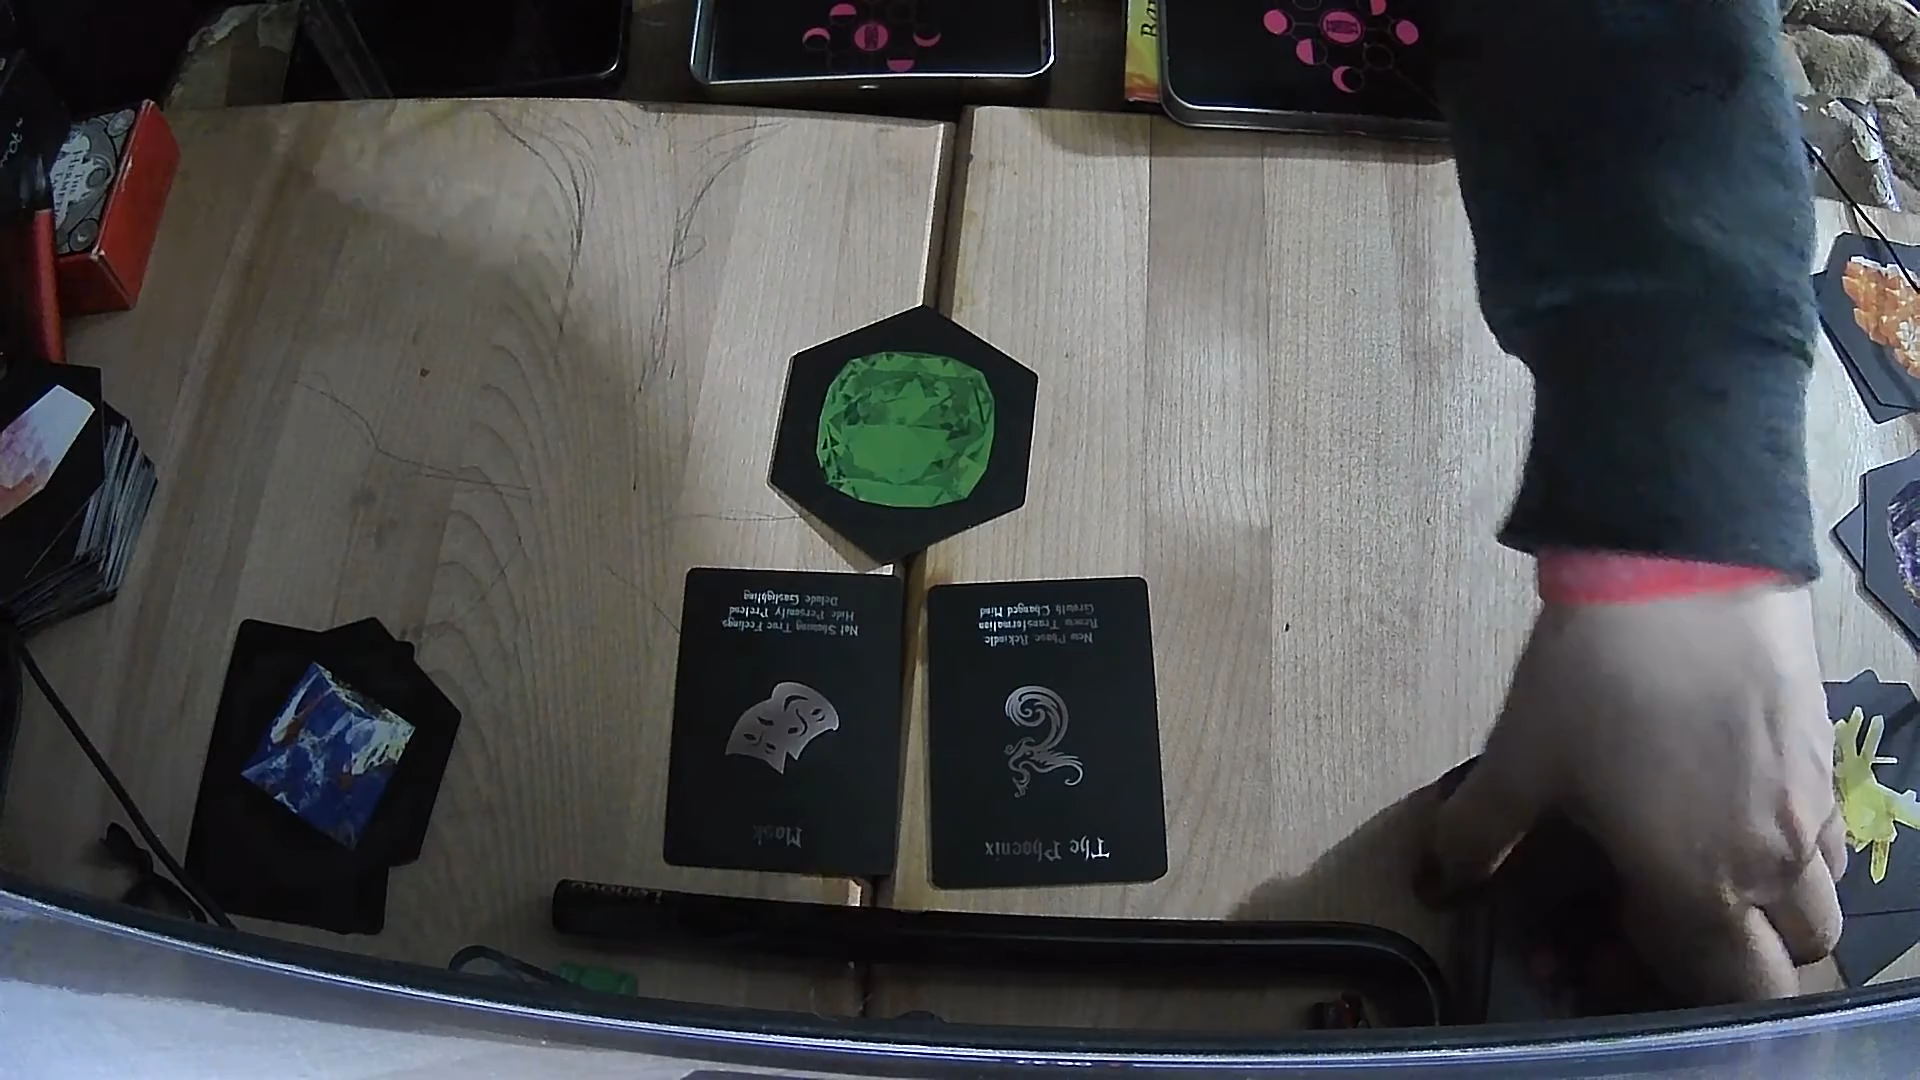 Mask
Not Showing True Feelings
Hide Personify Pretend
Delude Gaslighting
The Phoenix
New Phase Rekindle
Renew Transformation
Growth Changed Mind
Lenovo